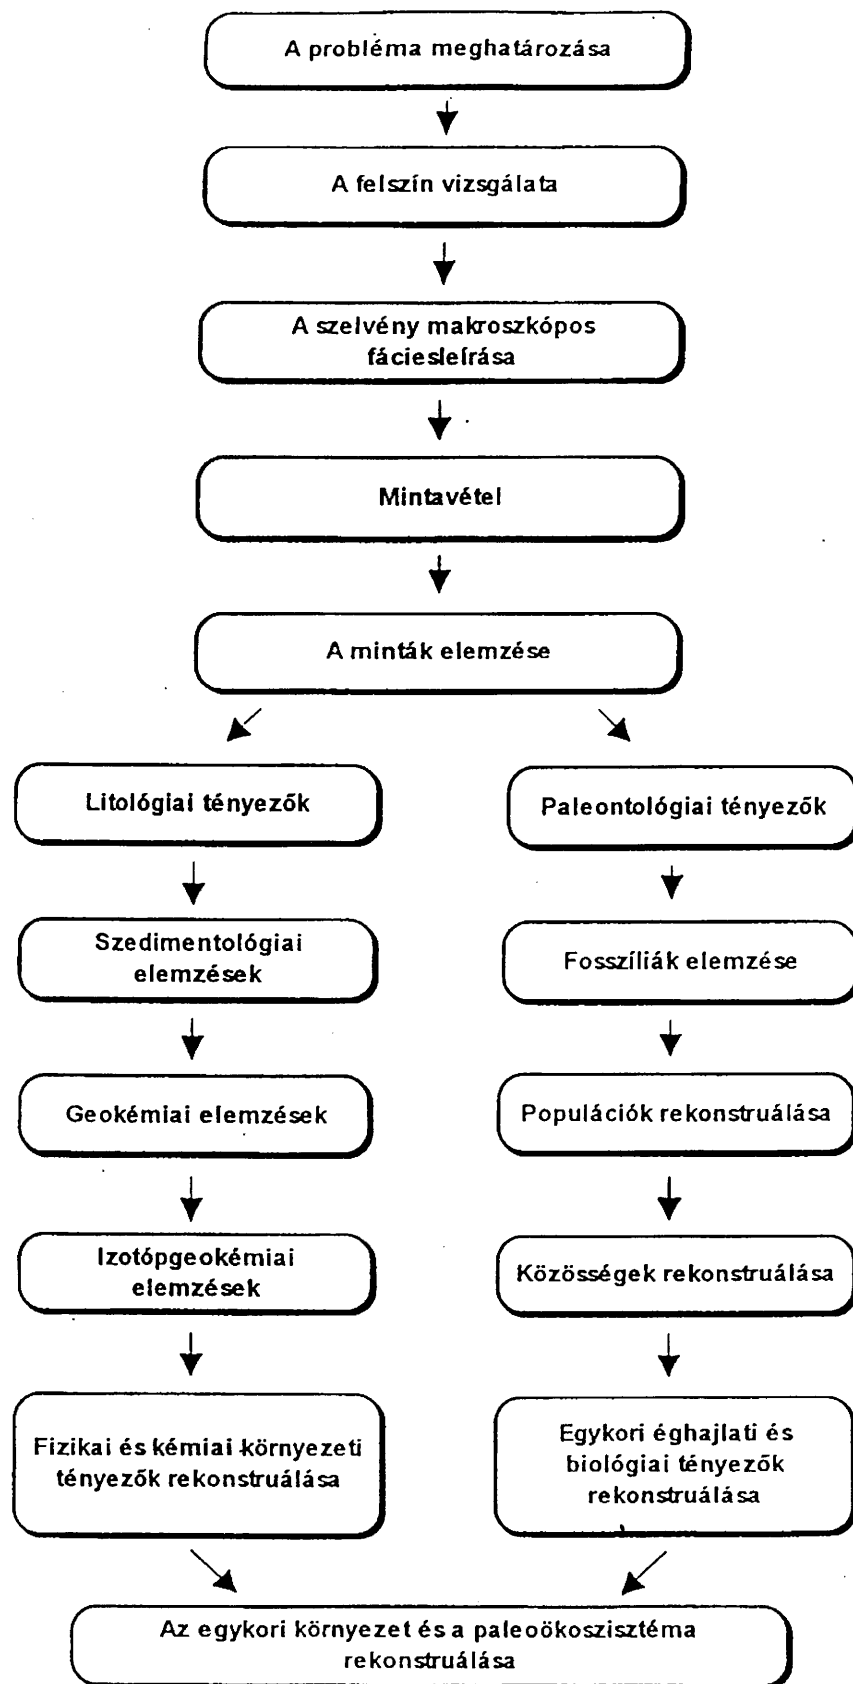 A probléma meghatározása
A felszín vizsgálata
A szelvény makroszkópos
fáciesleírása
Mintavétel
A minták elemzése
Litológiai tényezők
Paleontológiai tényezők
Szedimentológiai
elemzések
Fosszíliák elemzése
Geokémiai elemzések
Populációk rekonstruálása
Izotópgeokémiai
elemzések
Közösségek rekonstruálása
Fizikai és kémiai környezeti
tényezők rekonstruálása
Egykori éghajlati és
biológiai tényezők
rekonstruálása
Az egykori környezet és a paleoökoszisztéma
rekonstruálása